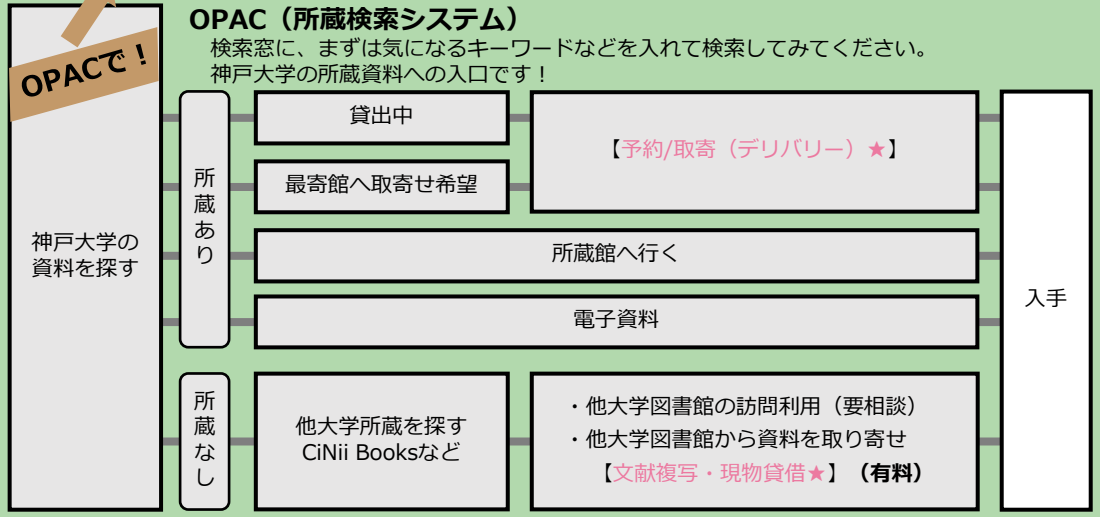 OPAC（所蔵検索システム）
検索窓に、まずは気になるキーワードなどを入れて検索してみてください。
神戸大学の所蔵資料への入口です！
OPACで！
神戸大学の
資料を探す
所蔵あり
貸出中
最寄館へ取寄せ希望
【予約/取寄（デリバリー）★】
所蔵館へ行く
電子資料
所蔵なし
他大学所蔵を探す
CiNii Booksなど
・他大学図書館の訪問利用（要相談）
・他大学図書館から資料を取り寄せ
【文献複写・現物貸借★】（有料）
入手